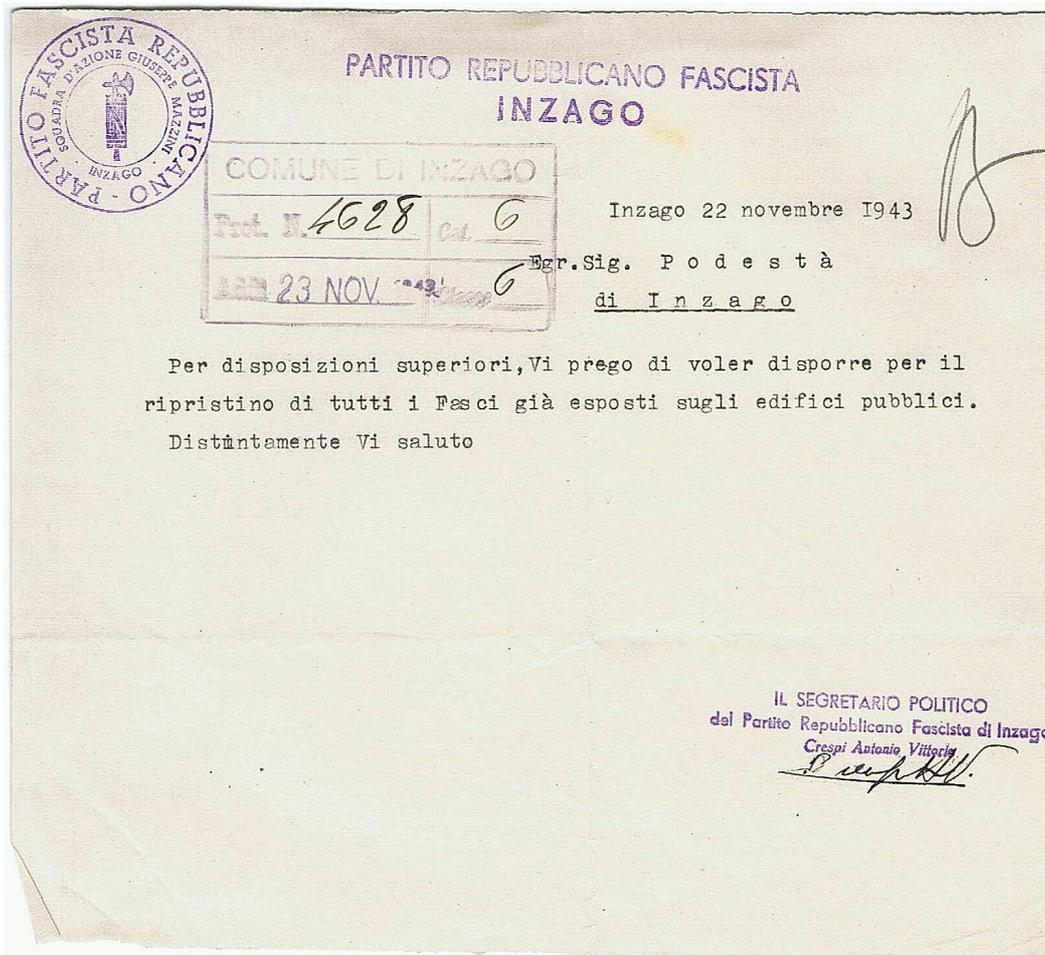 PARTITO FASCISTA REPUBBLICANO -
SQUADRA D'AZIONE GIUSEPPE MAZZINI
· INZAGO ·
PARTITO REPUBBLICANO FASCISTA
INZAGO
COMUNE DI INZAGO
Prot. N. 4628 Cat. 6
23 NOV. 1943 Classe 6
Inzago 22 novembre I943
Egr.Sig. P o d e s t à
di I n z a g o
Per disposizioni superiori,Vi prego di voler disporre per il
ripristino di tutti i Fasci già esposti sugli edifici pubblici.
Distintamente Vi saluto
IL SEGRETARIO POLITICO
del Partito Repubblicano Fascista di Inzago
Crespi Antonio Vittorio